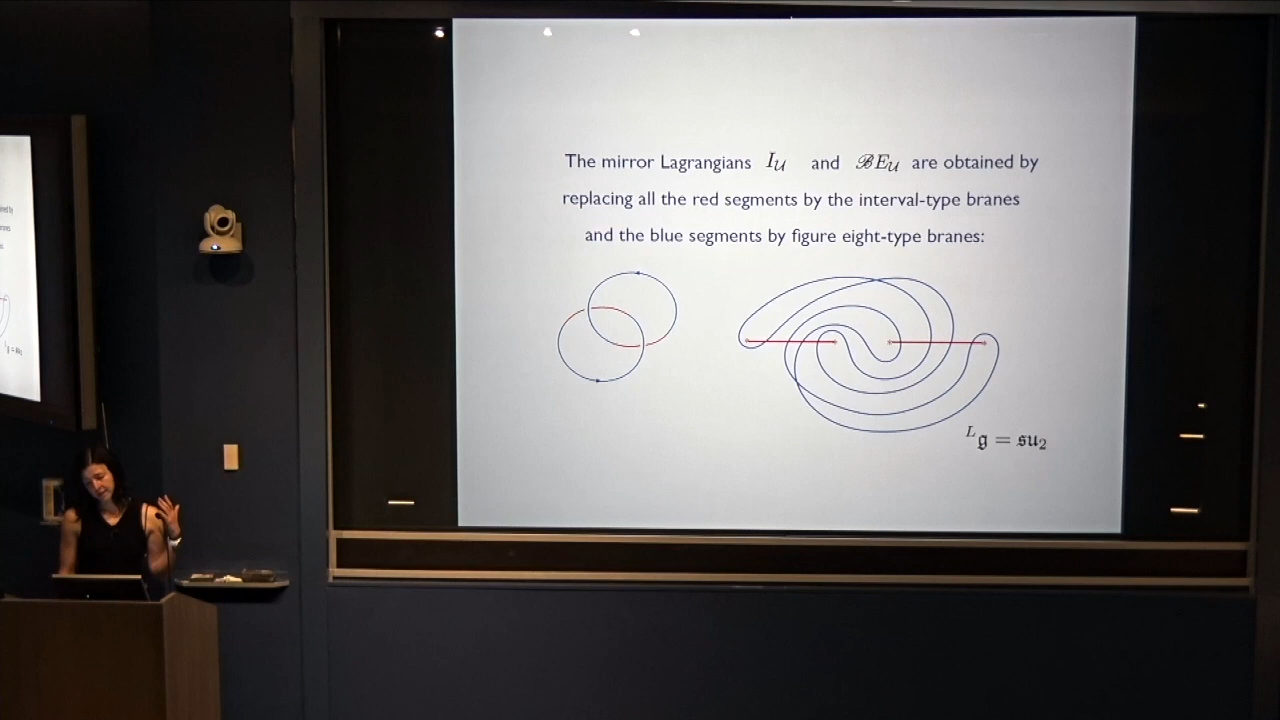 The mirror Lagrangians I_𝒰 and ℬE_𝒰 are obtained by
replacing all the red segments by the interval-type branes
and the blue segments by figure eight-type branes:
ᴸ𝔤 = 𝔰𝔲₂